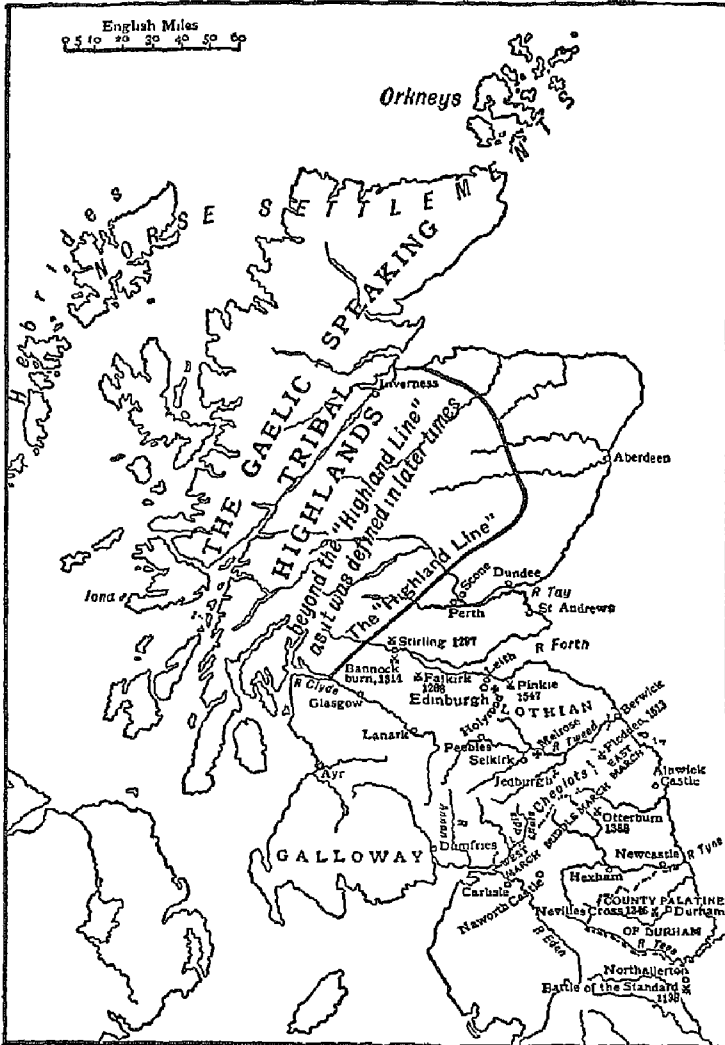 English Miles
0 5 10 20 30 40 50 60
Orkneys
Hebrides
NORSE SETTLEMENTS
THE GAELIC SPEAKING
TRIBAL
HIGHLANDS
beyond the "Highland Line"
as it was defined in later times
The "Highland Line"
Inverness
Aberdeen
Iona
Scone
Dundee
R Tay
Perth
St Andrews
Stirling 1297
R Forth
Bannock
burn, 1314
Falkirk
1298
Leith
Edinburgh
Pinkie
1547
Holyrood
LOTHIAN
R Clyde
Glasgow
Lanark
Peebles
Selkirk
Melrose
R Tweed
Berwick
Flodden 1513
Jedburgh
Cheviots
EAST
MARCH
MIDDLE MARCH
WEST
MARCH
Alnwick
Castle
Otterburn
1388
Ayr
R Annan
Dumfries
GALLOWAY
Carlisle
Naworth Castle
Hexham
Newcastle
R Tyne
COUNTY PALATINE
Nevilles Cross 1346
Durham
OF DURHAM
R Tees
R Eden
Northallerton
Battle of the Standard
1138